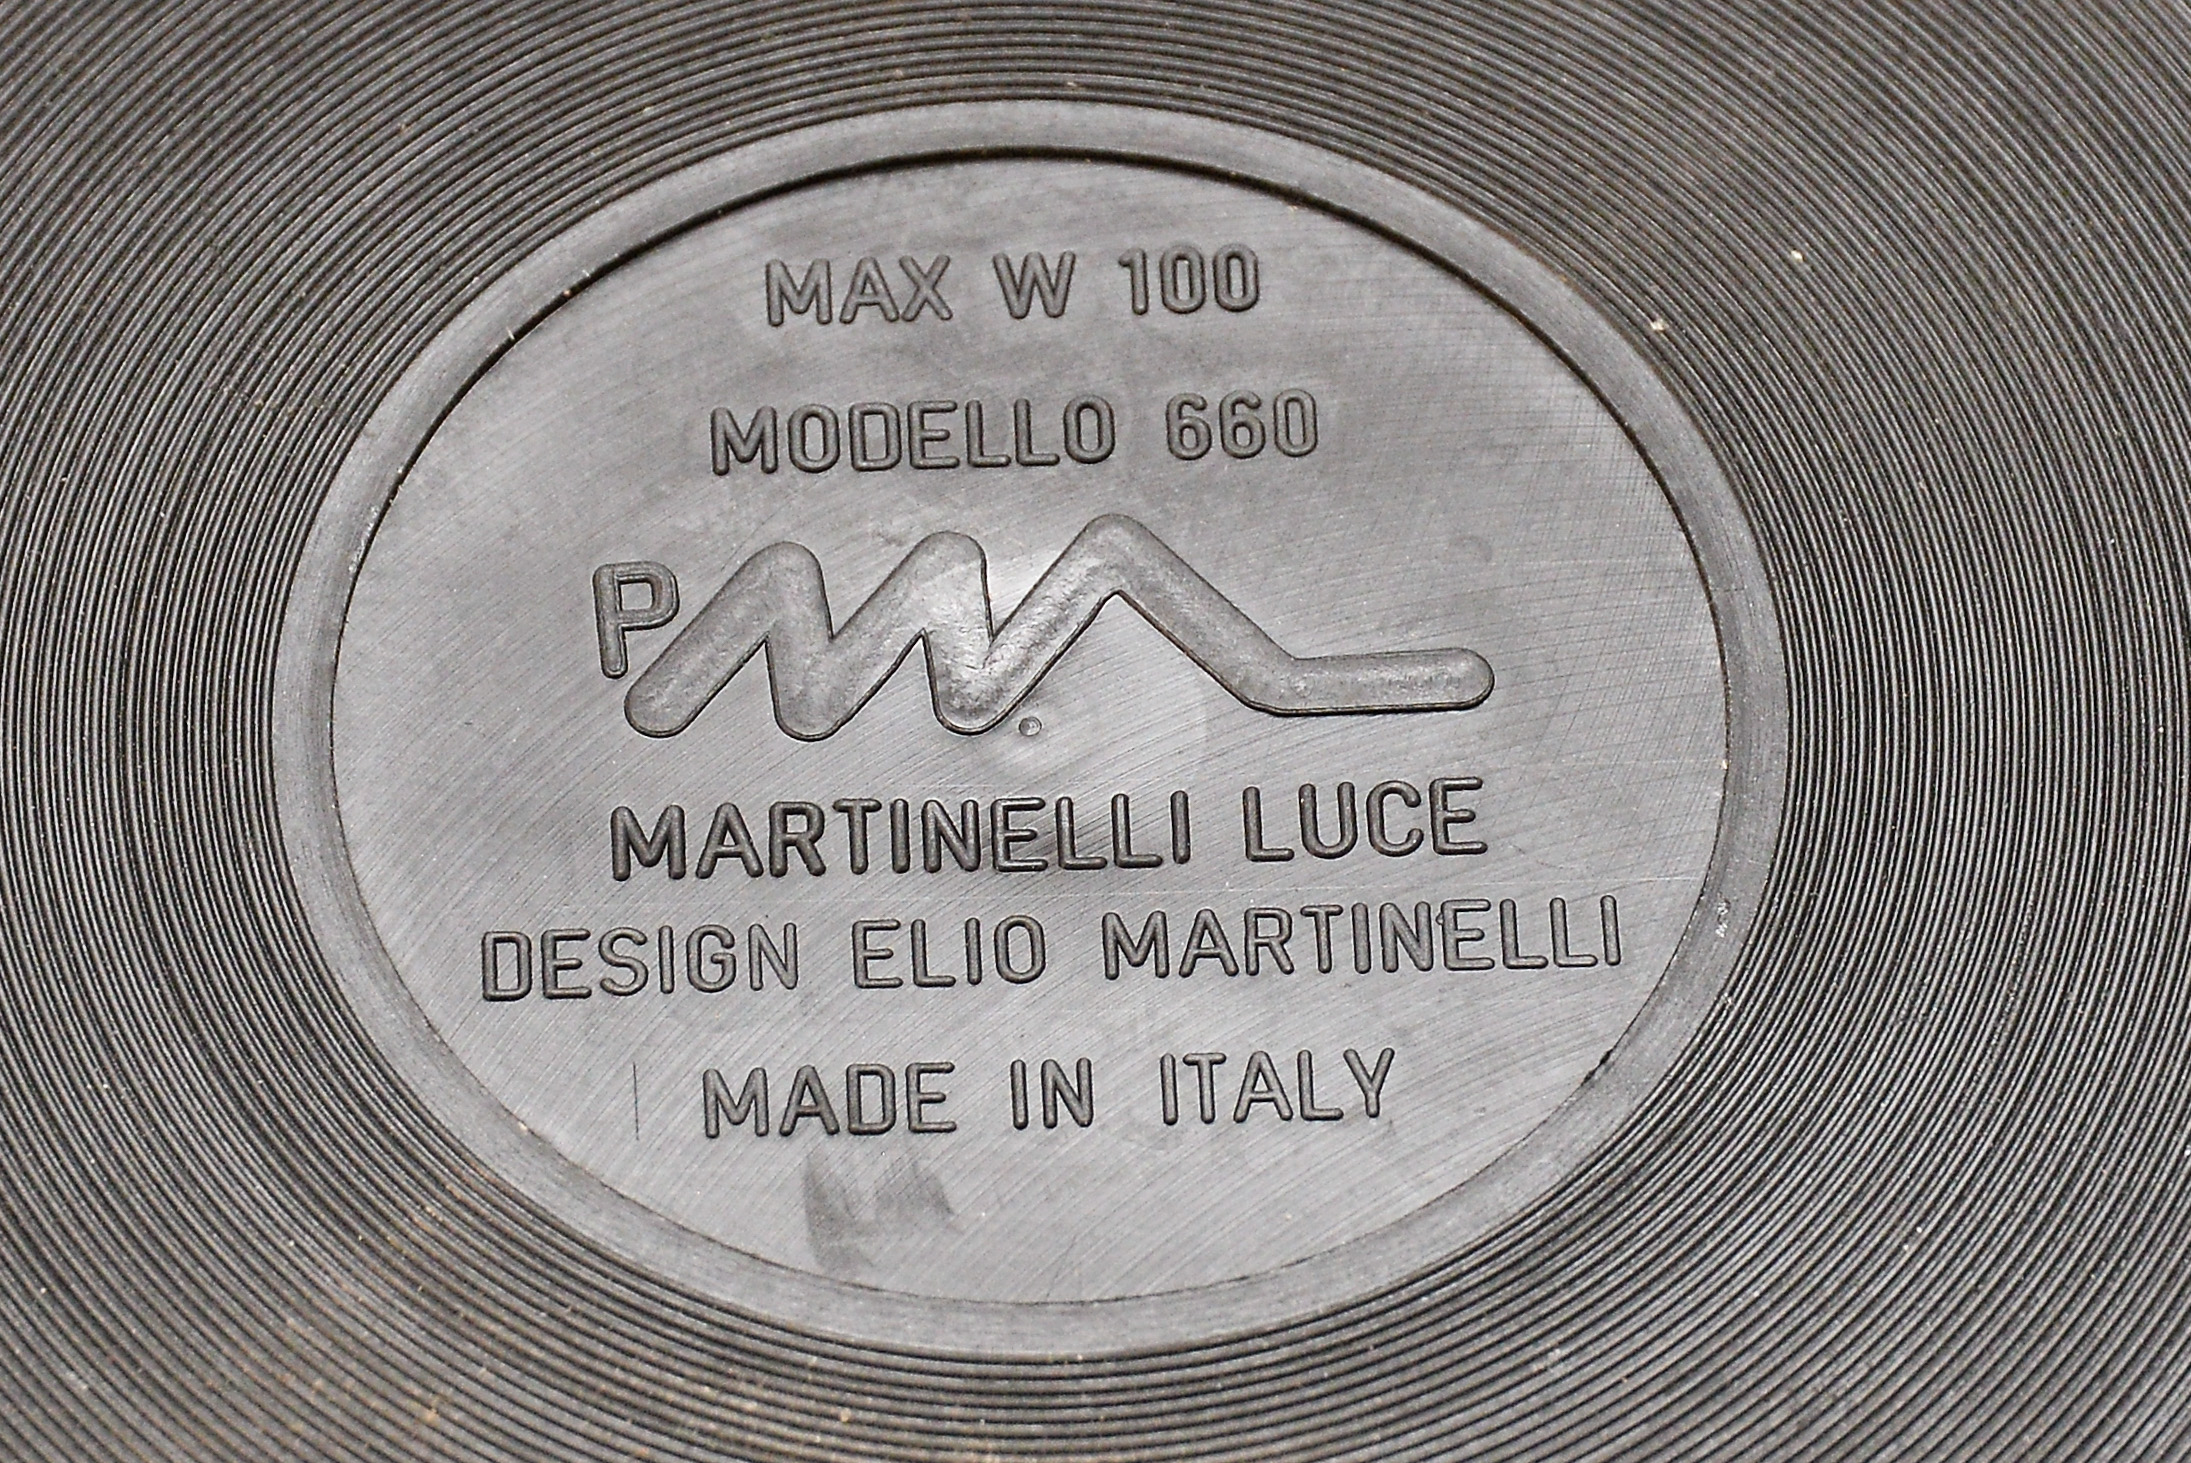 MAX W 100
MODELLO 660
P
MARTINELLI LUCE
DESIGN ELIO MARTINELLI
MADE IN ITALY